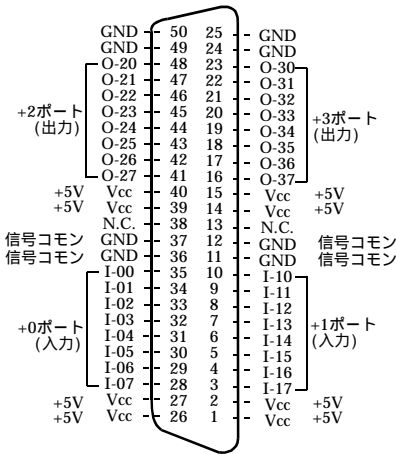 GND 50 25 GND
GND 49 24 GND
O-20 48 23 O-30
O-21 47 22 O-31
O-22 46 21 O-32
+2ポート O-23 45 20 O-33 +3ポート
(出力) O-24 44 19 O-34 (出力)
O-25 43 18 O-35
O-26 42 17 O-36
O-27 41 16 O-37
+5V Vcc 40 15 Vcc +5V
+5V Vcc 39 14 Vcc +5V
N.C. 38 13 N.C.
信号コモン GND 37 12 GND 信号コモン
信号コモン GND 36 11 GND 信号コモン
I-00 35 10 I-10
I-01 34 9 I-11
I-02 33 8 I-12
+0ポート I-03 32 7 I-13 +1ポート
(入力) I-04 31 6 I-14 (入力)
I-05 30 5 I-15
I-06 29 4 I-16
I-07 28 3 I-17
+5V Vcc 27 2 Vcc +5V
+5V Vcc 26 1 Vcc +5V